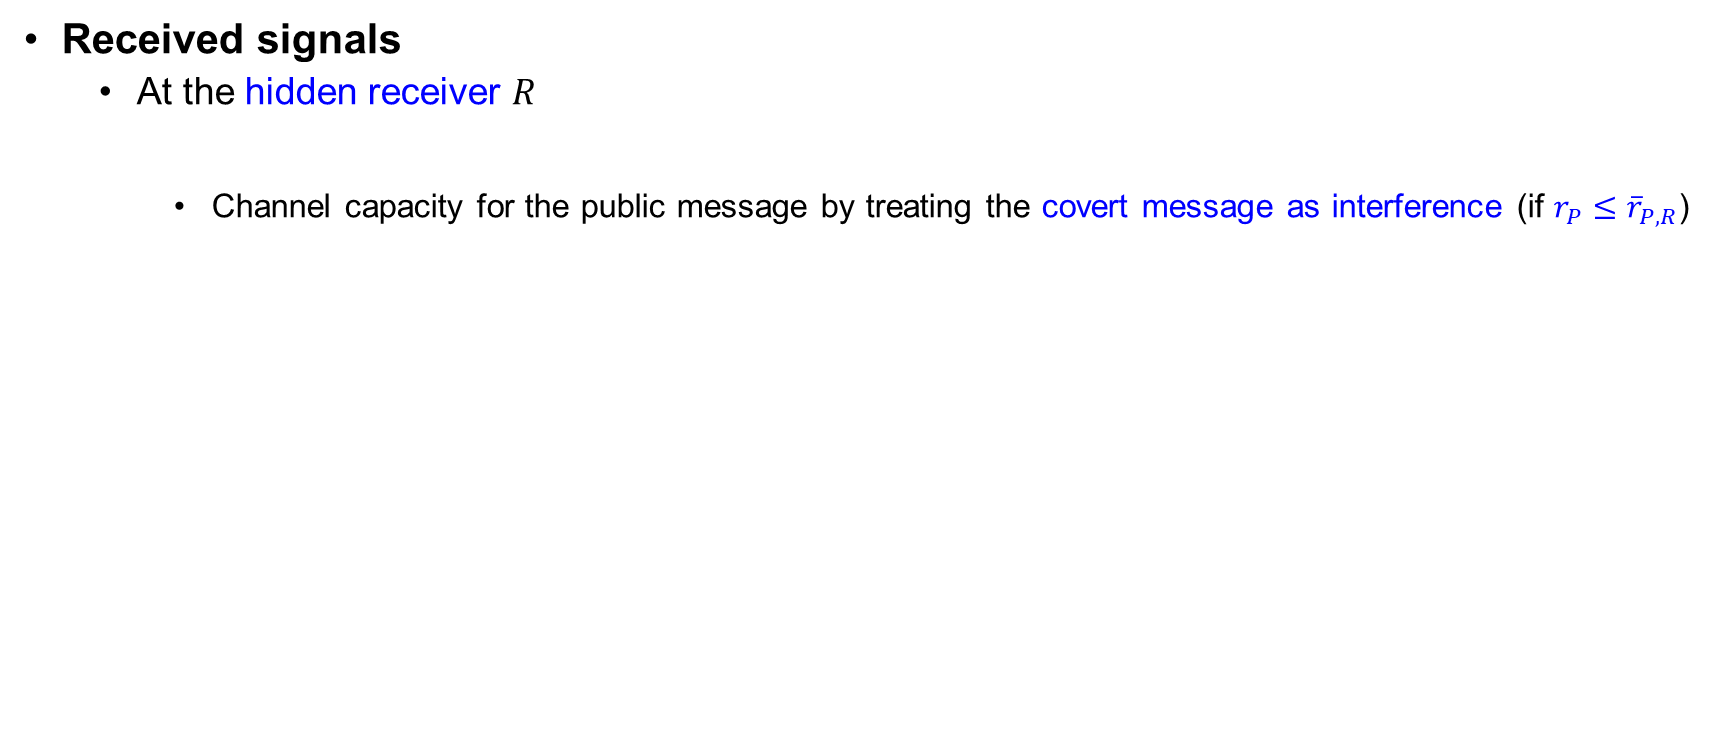 • Received signals
• At the hidden receiver 𝑅
• Channel capacity for the public message by treating the covert message as interference (if 𝑟_𝑃 ≤ 𝑟̄_{𝑃,𝑅})